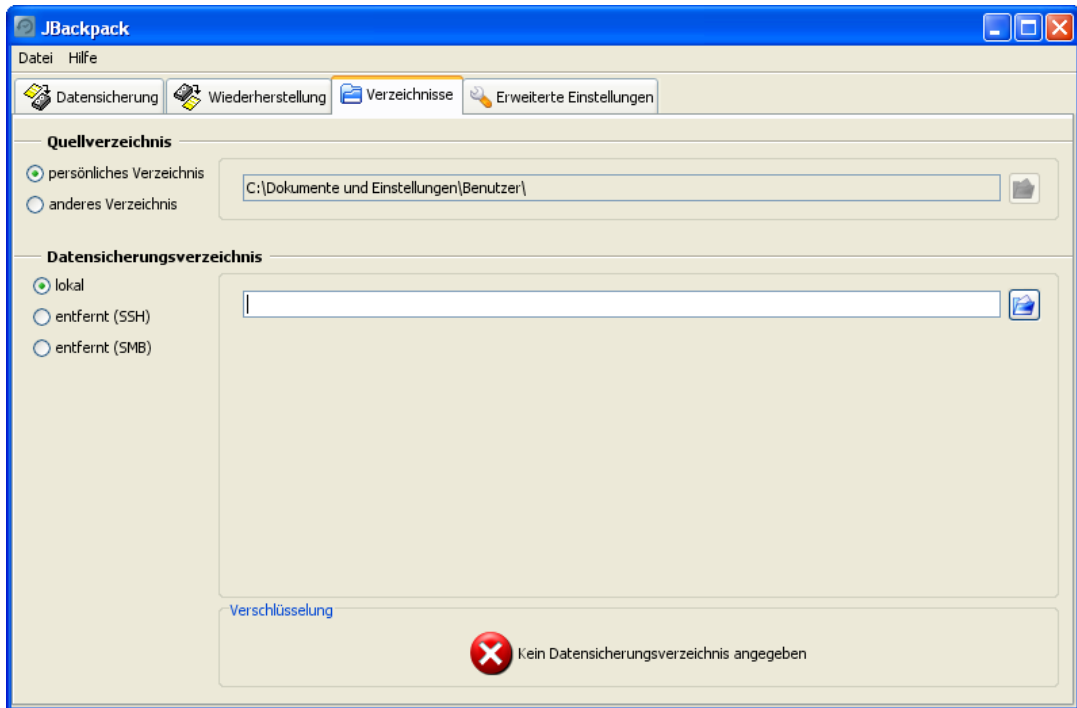 JBackpack
Datei Hilfe
Datensicherung Wiederherstellung Verzeichnisse Erweiterte Einstellungen
Quellverzeichnis
persönliches Verzeichnis
C:\Dokumente und Einstellungen\Benutzer\
anderes Verzeichnis
Datensicherungsverzeichnis
lokal
entfernt (SSH)
entfernt (SMB)
Verschlüsselung
Kein Datensicherungsverzeichnis angegeben